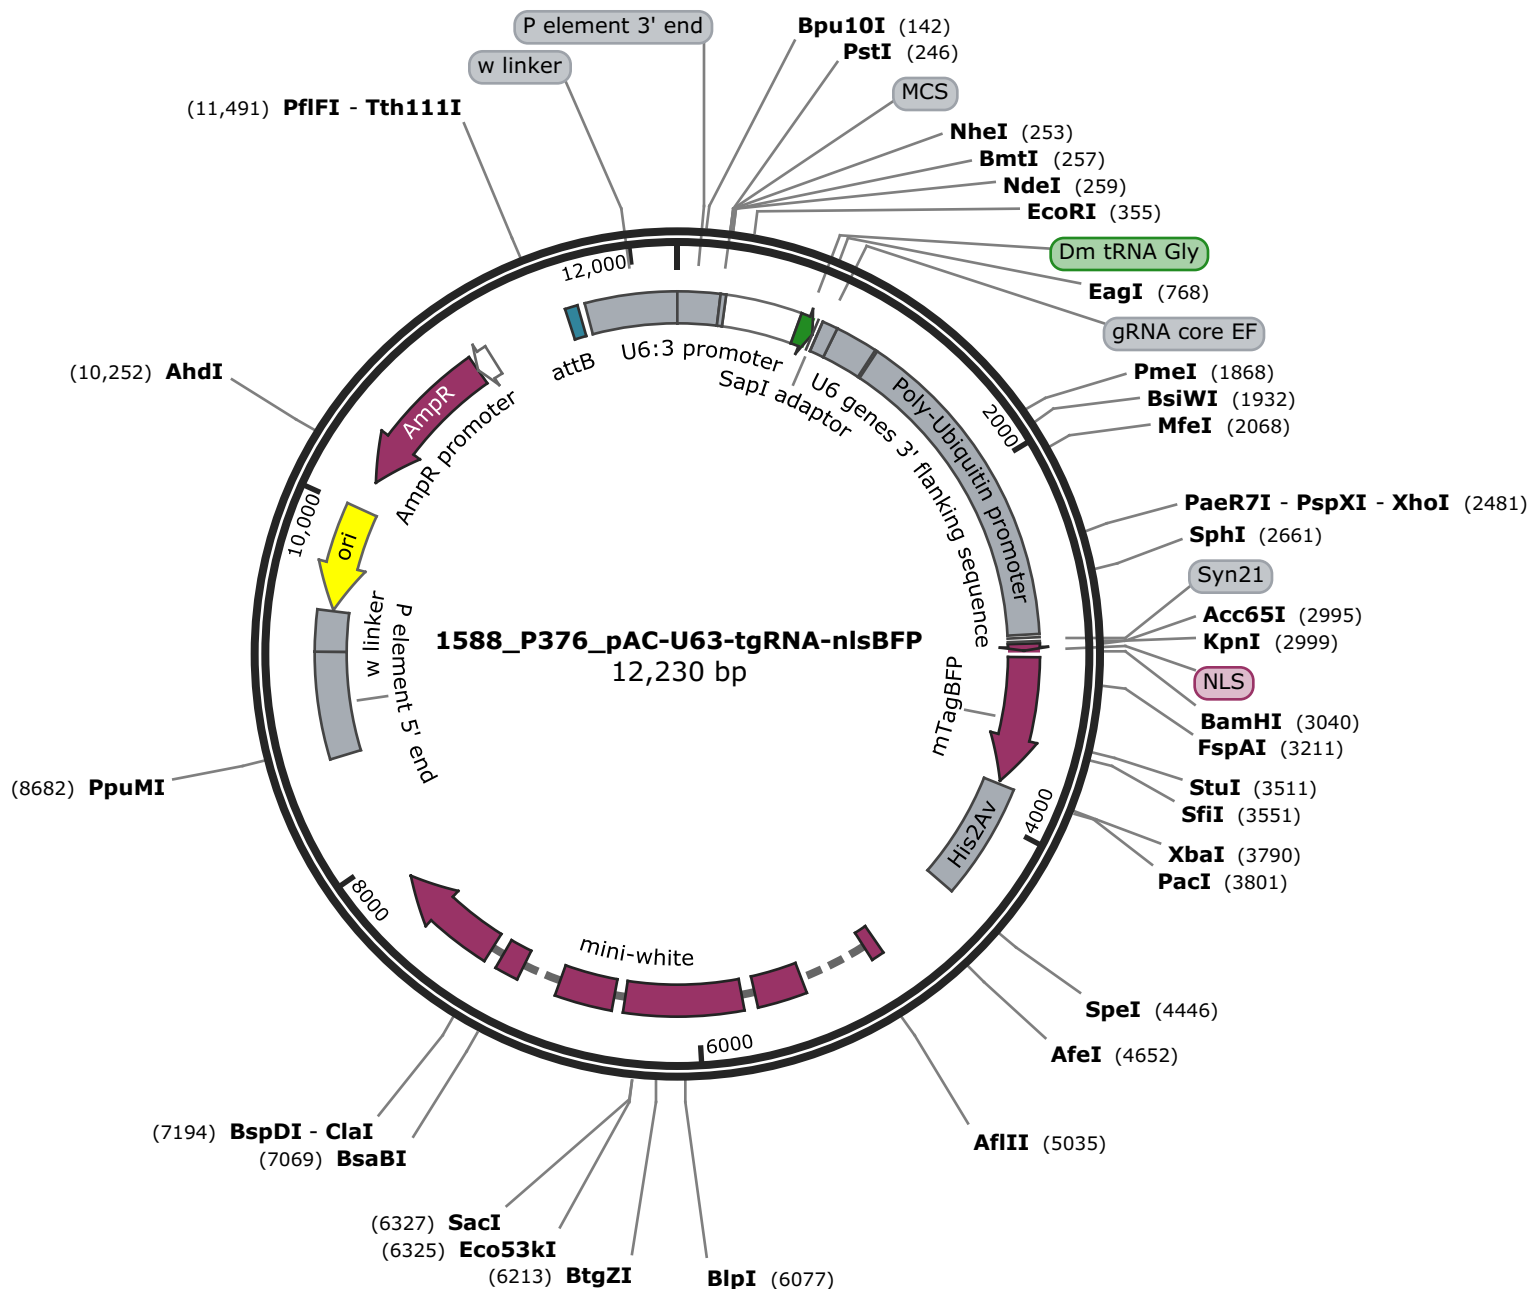 P element 3' end
w linker
Bpu10I (142)
PstI (246)
MCS
(11,491) PflFI - Tth111I
NheI (253)
BmtI (257)
NdeI (259)
EcoRI (355)
Dm tRNA Gly
EagI (768)
gRNA core EF
PmeI (1868)
BsiWI (1932)
MfeI (2068)
PaeR7I - PspXI - XhoI (2481)
SphI (2661)
Syn21
Acc65I (2995)
KpnI (2999)
NLS
BamHI (3040)
FspAI (3211)
StuI (3511)
SfiI (3551)
XbaI (3790)
PacI (3801)
SpeI (4446)
AfeI (4652)
AflII (5035)
BlpI (6077)
(6213) BtgZI
(6325) Eco53kI
(6327) SacI
(7069) BsaBI
(7194) BspDI - ClaI
(8682) PpuMI
(10,252) AhdI
12,000
2000
4000
6000
8000
10,000
attB
U6:3 promoter
SapI adaptor
U6 genes 3' flanking sequence
Poly-Ubiquitin promoter
mTagBFP
His2Av
mini-white
P element 5' end
w linker
ori
AmpR
AmpR promoter
1588_P376_pAC-U63-tgRNA-nlsBFP
12,230 bp